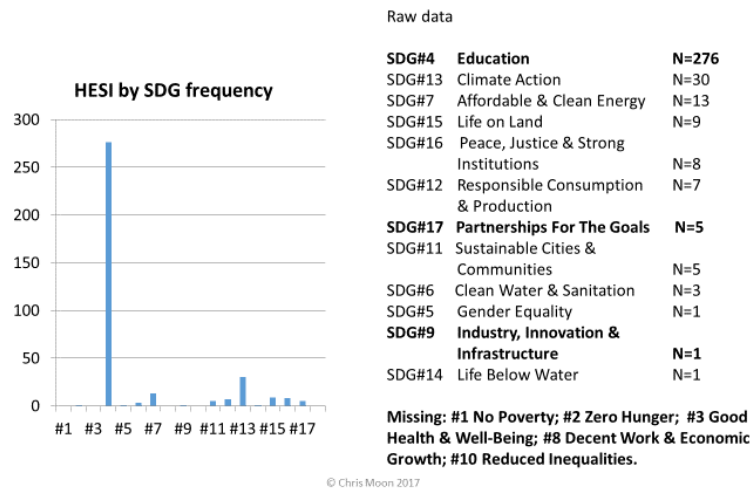 HESI by SDG frequency
300
250
200
150
100
50
0
#1 #3 #5 #7 #9 #11 #13 #15 #17
Raw data
SDG#4 Education N=276
SDG#13 Climate Action N=30
SDG#7 Affordable & Clean Energy N=13
SDG#15 Life on Land N=9
SDG#16 Peace, Justice & Strong
Institutions N=8
SDG#12 Responsible Consumption N=7
& Production
SDG#17 Partnerships For The Goals N=5
SDG#11 Sustainable Cities &
Communities N=5
SDG#6 Clean Water & Sanitation N=3
SDG#5 Gender Equality N=1
SDG#9 Industry, Innovation &
Infrastructure N=1
SDG#14 Life Below Water N=1
Missing: #1 No Poverty; #2 Zero Hunger; #3 Good
Health & Well-Being; #8 Decent Work & Economic
Growth; #10 Reduced Inequalities.
© Chris Moon 2017